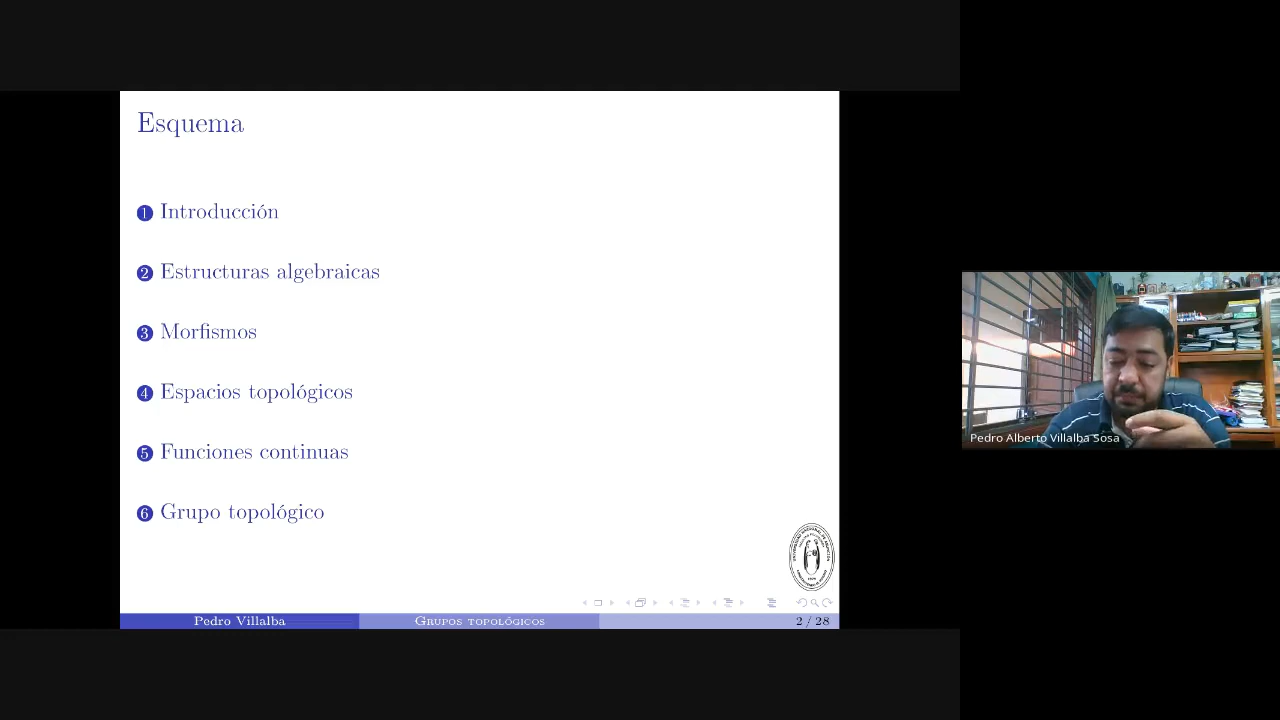 Esquema
1 Introducción
2 Estructuras algebraicas
3 Morfismos
4 Espacios topológicos
5 Funciones continuas
6 Grupo topológico
Pedro Villalba
Grupos topológicos
2 / 28
Pedro Alberto Villalba Sosa